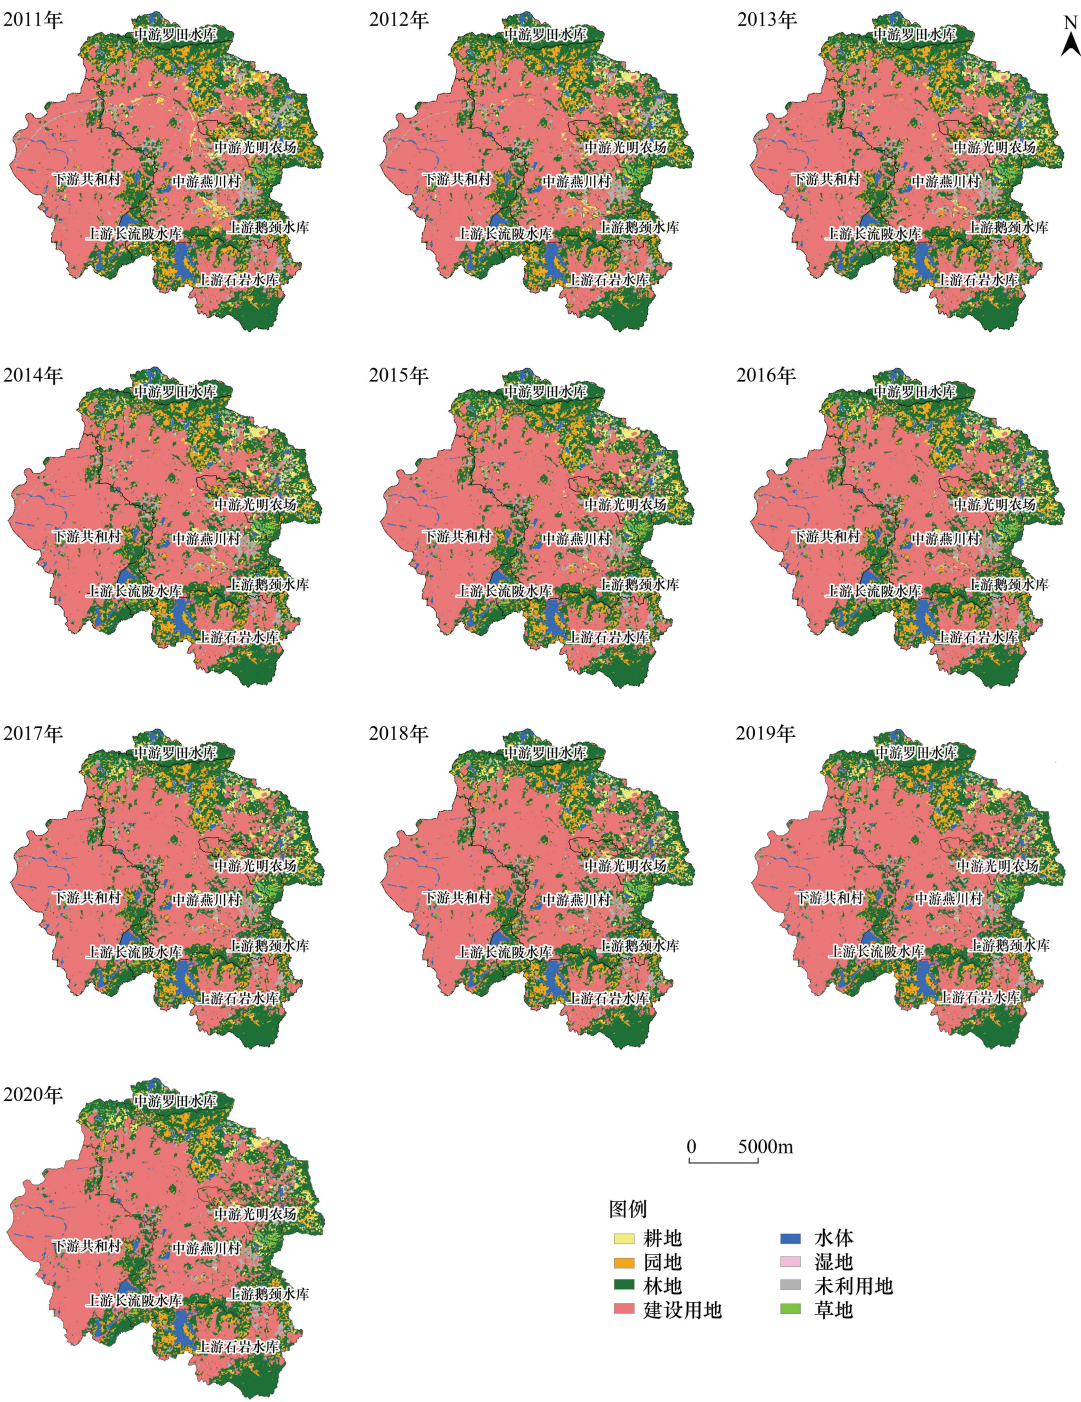 2011年
2012年
2013年
N
中游罗田水库
中游光明农场
下游共和村
中游燕川村
上游长流陂水库
上游鹅颈水库
上游石岩水库
中游罗田水库
中游光明农场
下游共和村
中游燕川村
上游长流陂水库
上游鹅颈水库
上游石岩水库
中游罗田水库
中游光明农场
下游共和村
中游燕川村
上游长流陂水库
上游鹅颈水库
上游石岩水库
2014年
2015年
2016年
中游罗田水库
中游光明农场
下游共和村
中游燕川村
上游长流陂水库
上游鹅颈水库
上游石岩水库
中游罗田水库
中游光明农场
下游共和村
中游燕川村
上游长流陂水库
上游鹅颈水库
上游石岩水库
中游罗田水库
中游光明农场
下游共和村
中游燕川村
上游长流陂水库
上游鹅颈水库
上游石岩水库
2017年
2018年
2019年
中游罗田水库
中游光明农场
下游共和村
中游燕川村
上游长流陂水库
上游鹅颈水库
上游石岩水库
中游罗田水库
中游光明农场
下游共和村
中游燕川村
上游长流陂水库
上游鹅颈水库
上游石岩水库
中游罗田水库
中游光明农场
下游共和村
中游燕川村
上游长流陂水库
上游鹅颈水库
上游石岩水库
2020年
中游罗田水库
中游光明农场
下游共和村
中游燕川村
上游长流陂水库
上游鹅颈水库
上游石岩水库
0 5000m
图例
耕地
园地
林地
建设用地
水体
湿地
未利用地
草地